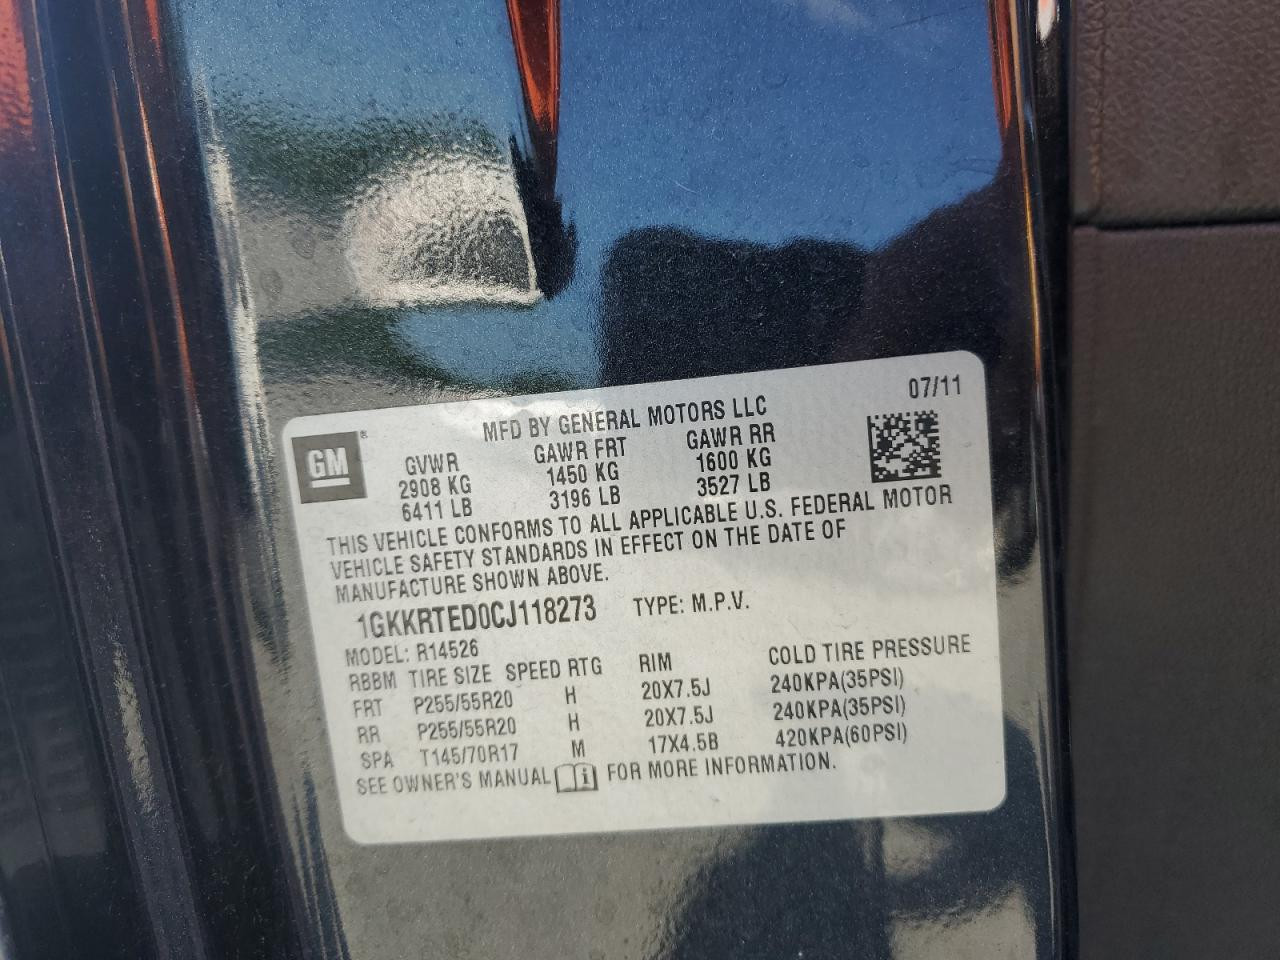 07/11
MFD BY GENERAL MOTORS LLC
GM®
GVWR GAWR FRT GAWR RR
2908 KG 1450 KG 1600 KG
6411 LB 3196 LB 3527 LB
THIS VEHICLE CONFORMS TO ALL APPLICABLE U.S. FEDERAL MOTOR
VEHICLE SAFETY STANDARDS IN EFFECT ON THE DATE OF
MANUFACTURE SHOWN ABOVE.
1GKKRTED0CJ118273 TYPE: M.P.V.
MODEL: R14526
RBBM TIRE SIZE SPEED RTG RIM COLD TIRE PRESSURE
FRT P255/55R20 H 20X7.5J 240KPA(35PSI)
RR P255/55R20 H 20X7.5J 240KPA(35PSI)
SPA T145/70R17 M 17X4.5B 420KPA(60PSI)
SEE OWNER'S MANUAL FOR MORE INFORMATION.